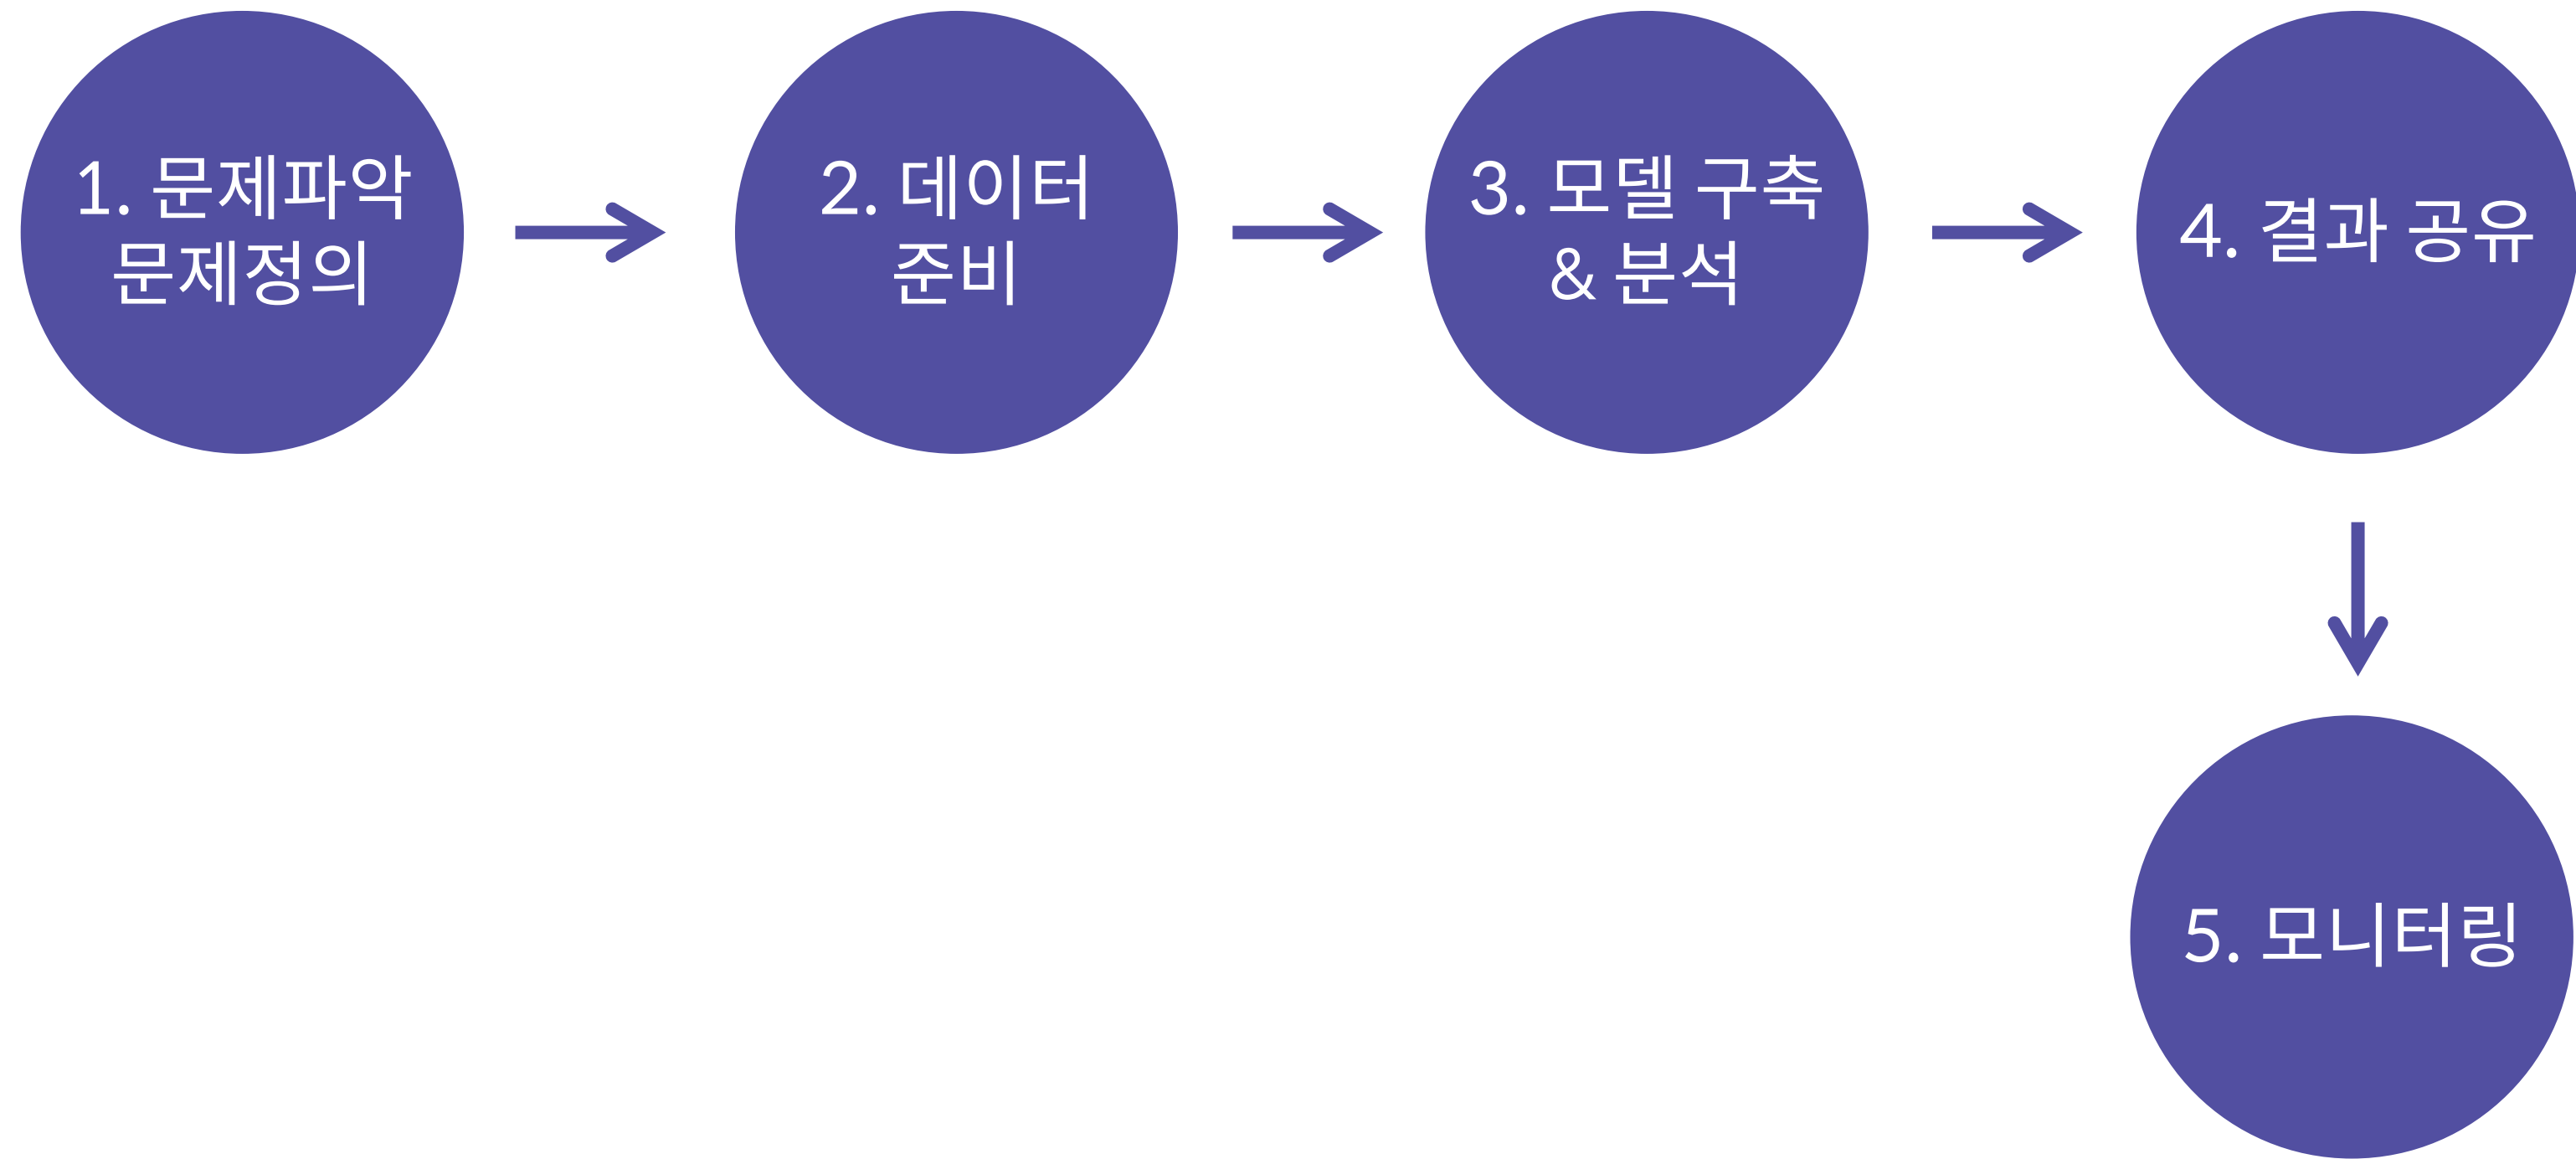 1. 문제파악
문제정의
2. 데이터
준비
3. 모델 구축
& 분석
4. 결과 공유
5. 모니터링